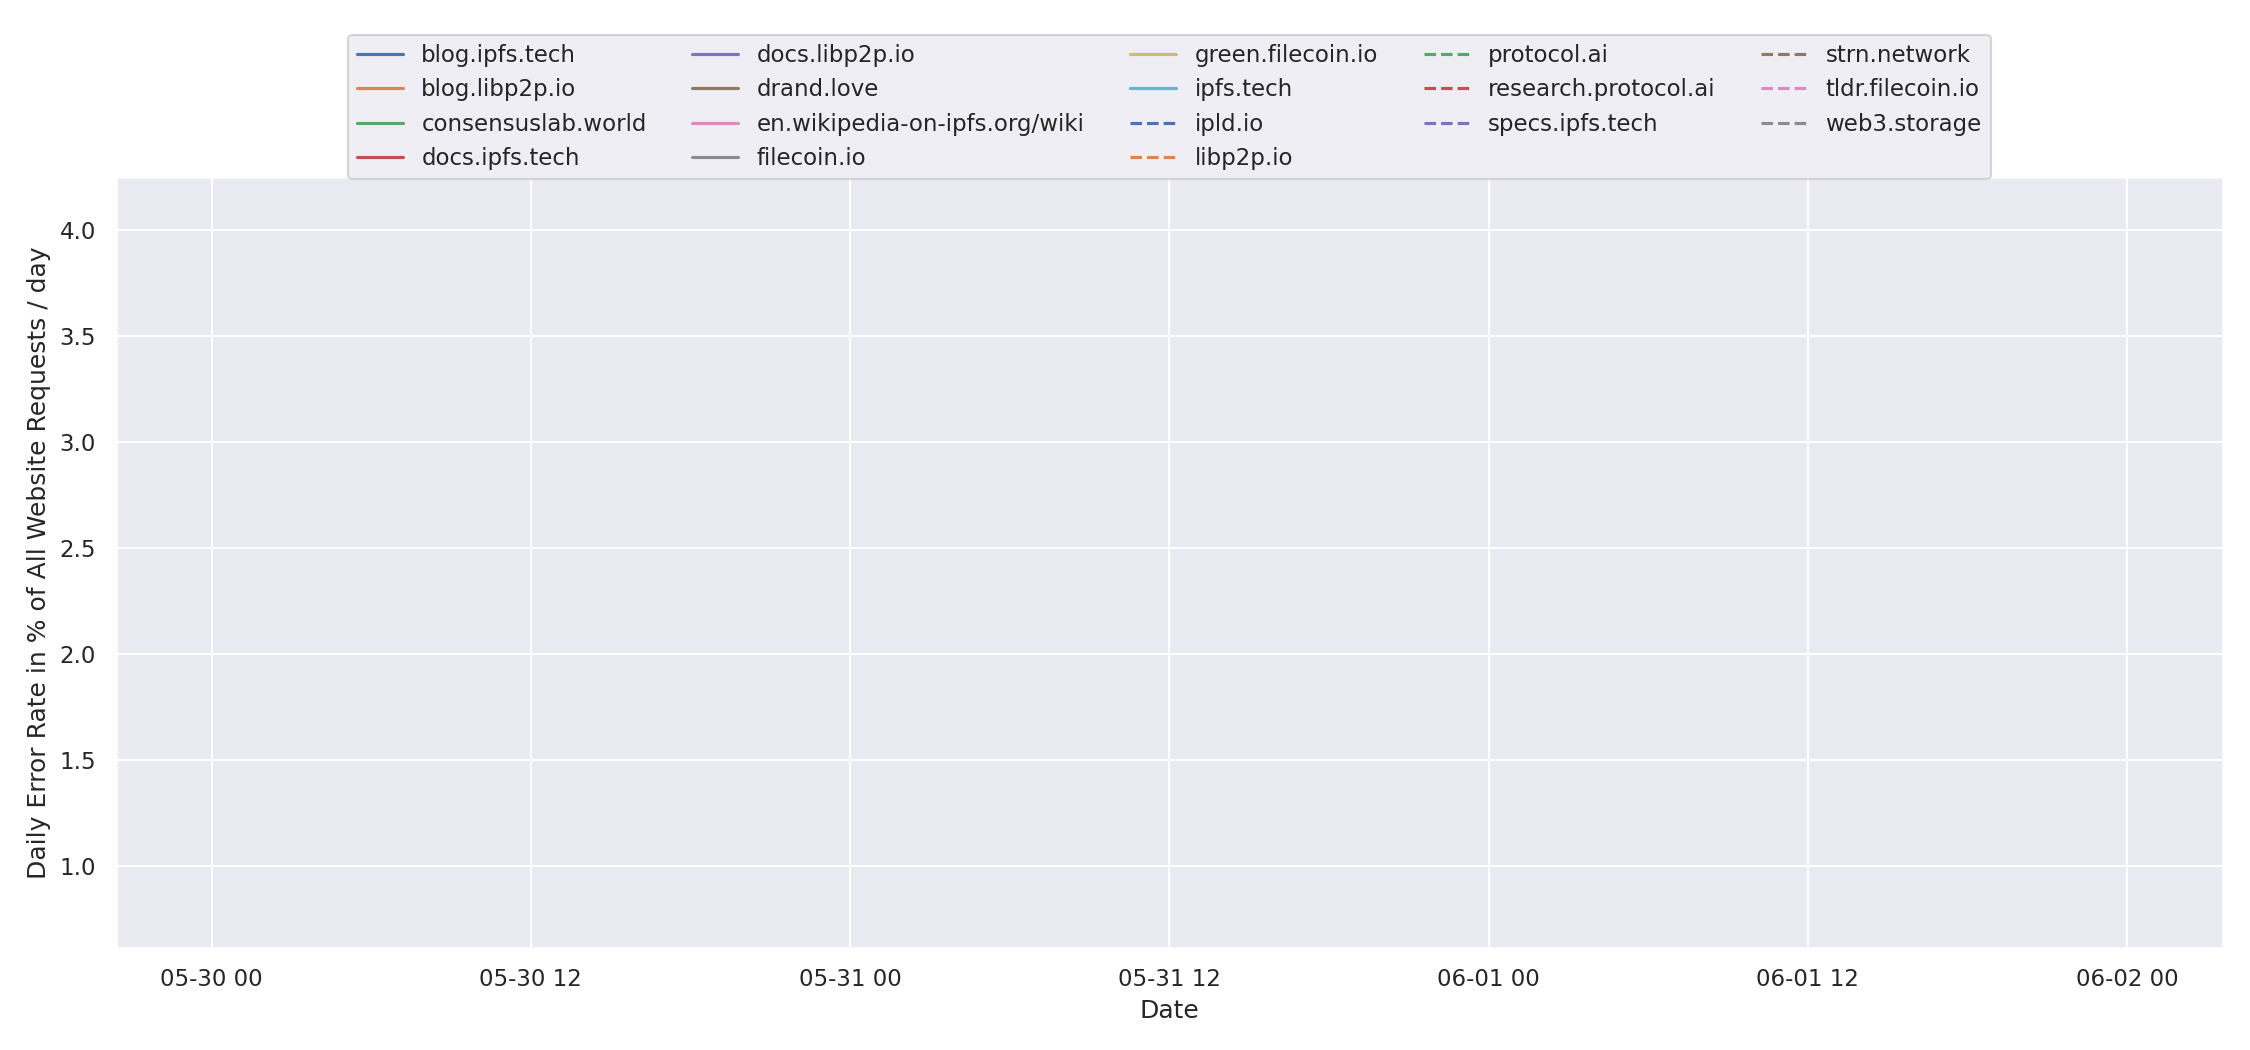 blog.ipfs.tech
blog.libp2p.io
consensuslab.world
docs.ipfs.tech
docs.libp2p.io
drand.love
en.wikipedia-on-ipfs.org/wiki
filecoin.io
green.filecoin.io
ipfs.tech
ipld.io
libp2p.io
protocol.ai
research.protocol.ai
specs.ipfs.tech
strn.network
tldr.filecoin.io
web3.storage
Daily Error Rate in % of All Website Requests / day
4.0
3.5
3.0
2.5
2.0
1.5
1.0
05-30 00
05-30 12
05-31 00
05-31 12
06-01 00
06-01 12
06-02 00
Date